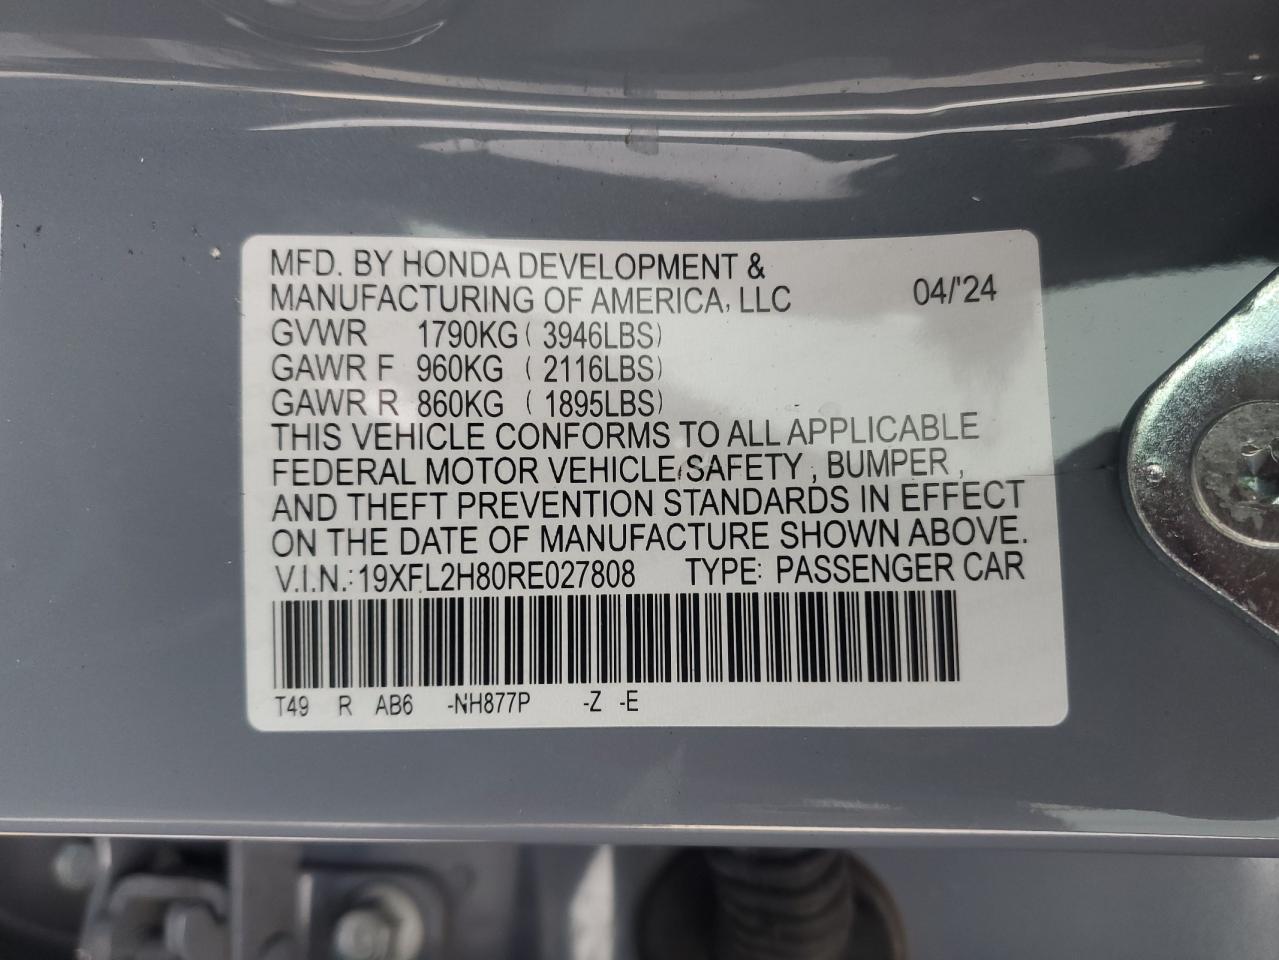 MFD. BY HONDA DEVELOPMENT &
MANUFACTURING OF AMERICA, LLC 04/'24
GVWR 1790KG ( 3946LBS)
GAWR F 960KG ( 2116LBS)
GAWR R 860KG ( 1895LBS)
THIS VEHICLE CONFORMS TO ALL APPLICABLE
FEDERAL MOTOR VEHICLE SAFETY , BUMPER ,
AND THEFT PREVENTION STANDARDS IN EFFECT
ON THE DATE OF MANUFACTURE SHOWN ABOVE.
V.I.N.:19XFL2H80RE027808 TYPE: PASSENGER CAR
T49 R AB6 -NH877P -Z -E